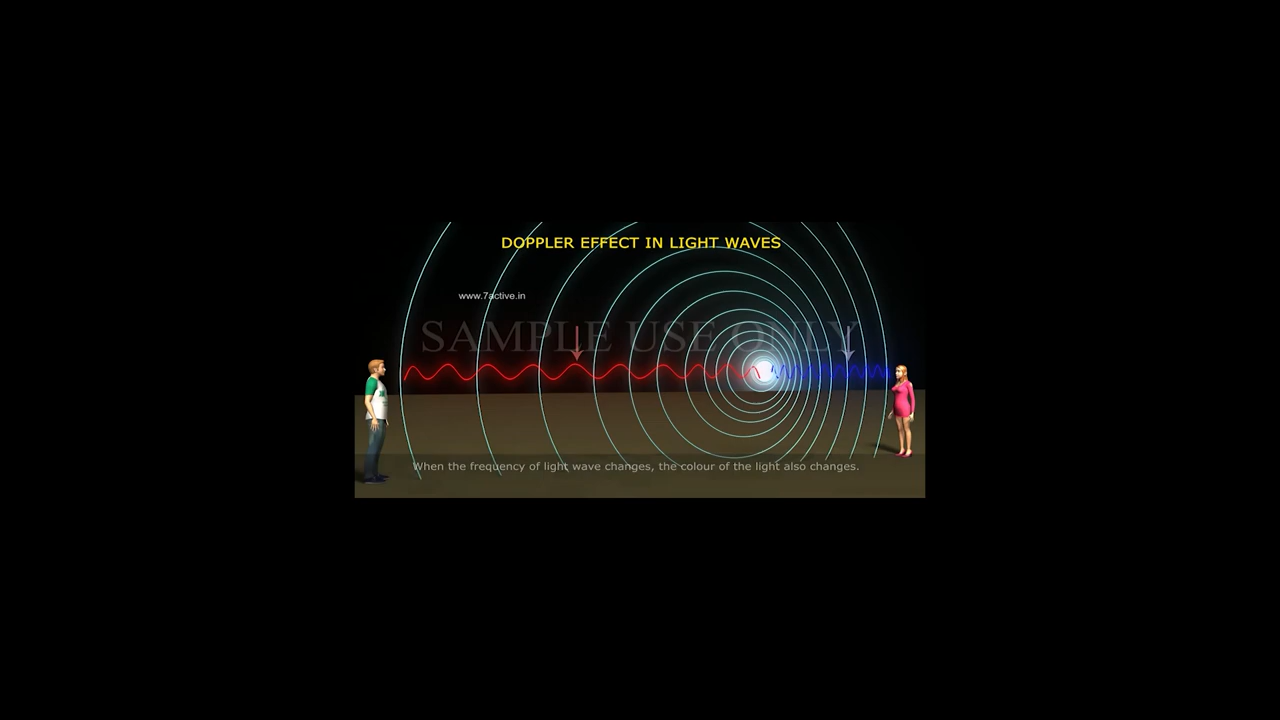 DOPPLER EFFECT IN LIGHT WAVES
www.7active.in
SAMPLE USE ONLY
When the frequency of light wave changes, the colour of the light also changes.